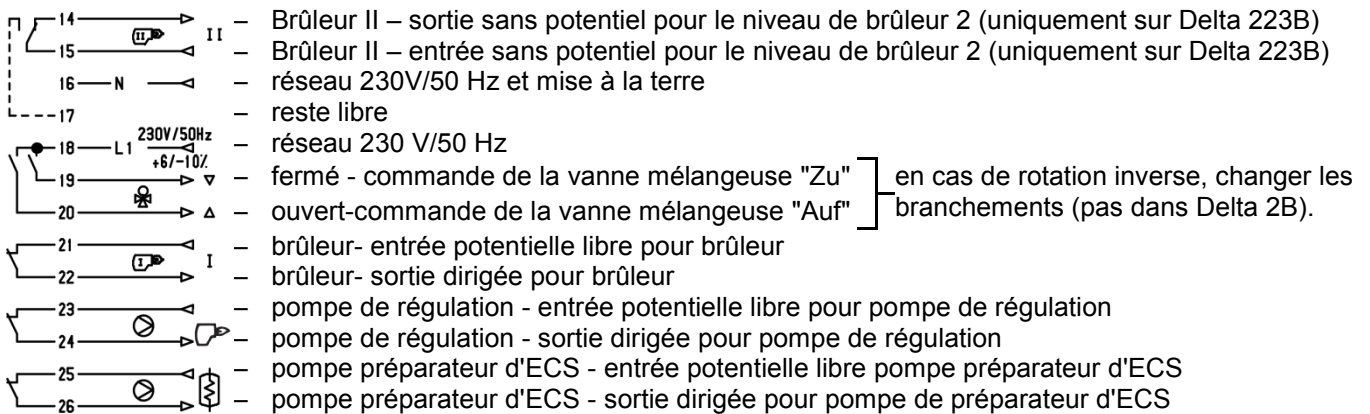 14 II – Brûleur II – sortie sans potentiel pour le niveau de brûleur 2 (uniquement sur Delta 223B)
15 – Brûleur II – entrée sans potentiel pour le niveau de brûleur 2 (uniquement sur Delta 223B)
16 N – réseau 230V/50 Hz et mise à la terre
17 – reste libre
18 L1 230V/50Hz – réseau 230 V/50 Hz
+6/-10%
19 – fermé - commande de la vanne mélangeuse "Zu" en cas de rotation inverse, changer les
20 – ouvert-commande de la vanne mélangeuse "Auf" branchements (pas dans Delta 2B).
21 I – brûleur- entrée potentielle libre pour brûleur
22 – brûleur- sortie dirigée pour brûleur
23 – pompe de régulation - entrée potentielle libre pour pompe de régulation
24 – pompe de régulation - sortie dirigée pour pompe de régulation
25 – pompe préparateur d'ECS - entrée potentielle libre pompe préparateur d'ECS
26 – pompe préparateur d'ECS - sortie dirigée pour pompe de préparateur d'ECS